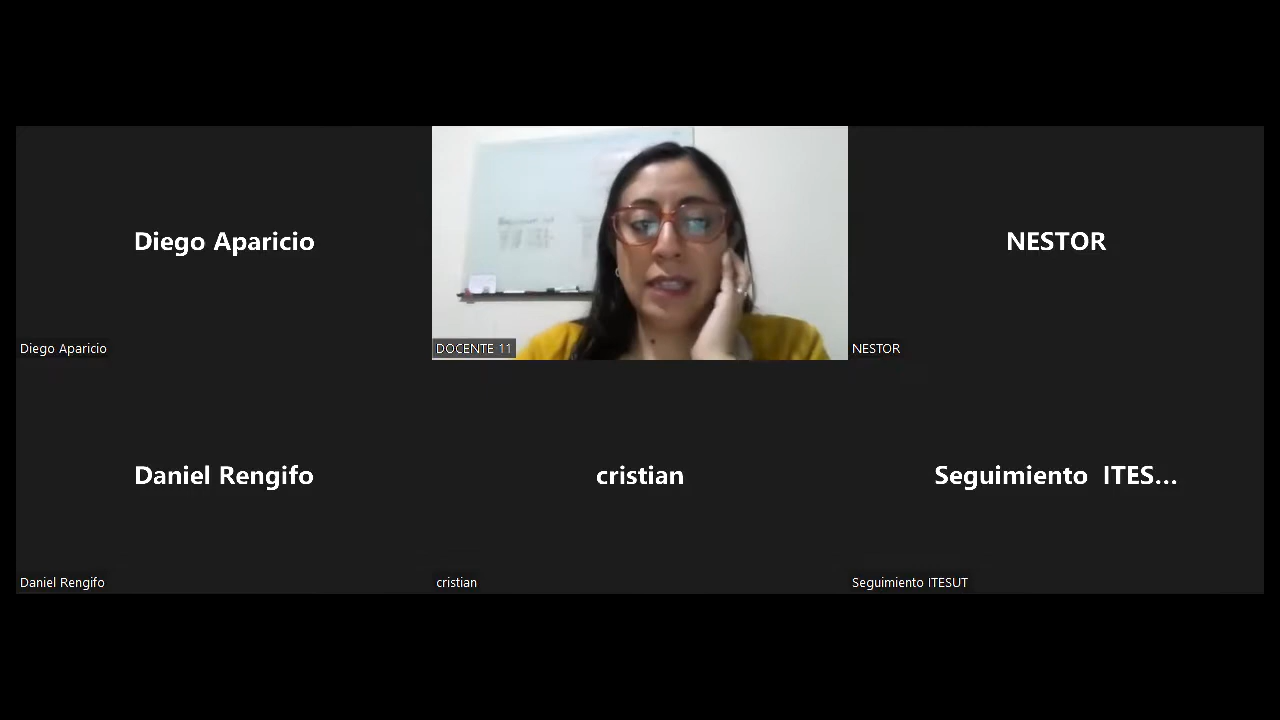 Diego Aparicio
Diego Aparicio
DOCENTE 11
NESTOR
NESTOR
Daniel Rengifo
Daniel Rengifo
cristian
cristian
Seguimiento ITES...
Seguimiento ITESUT